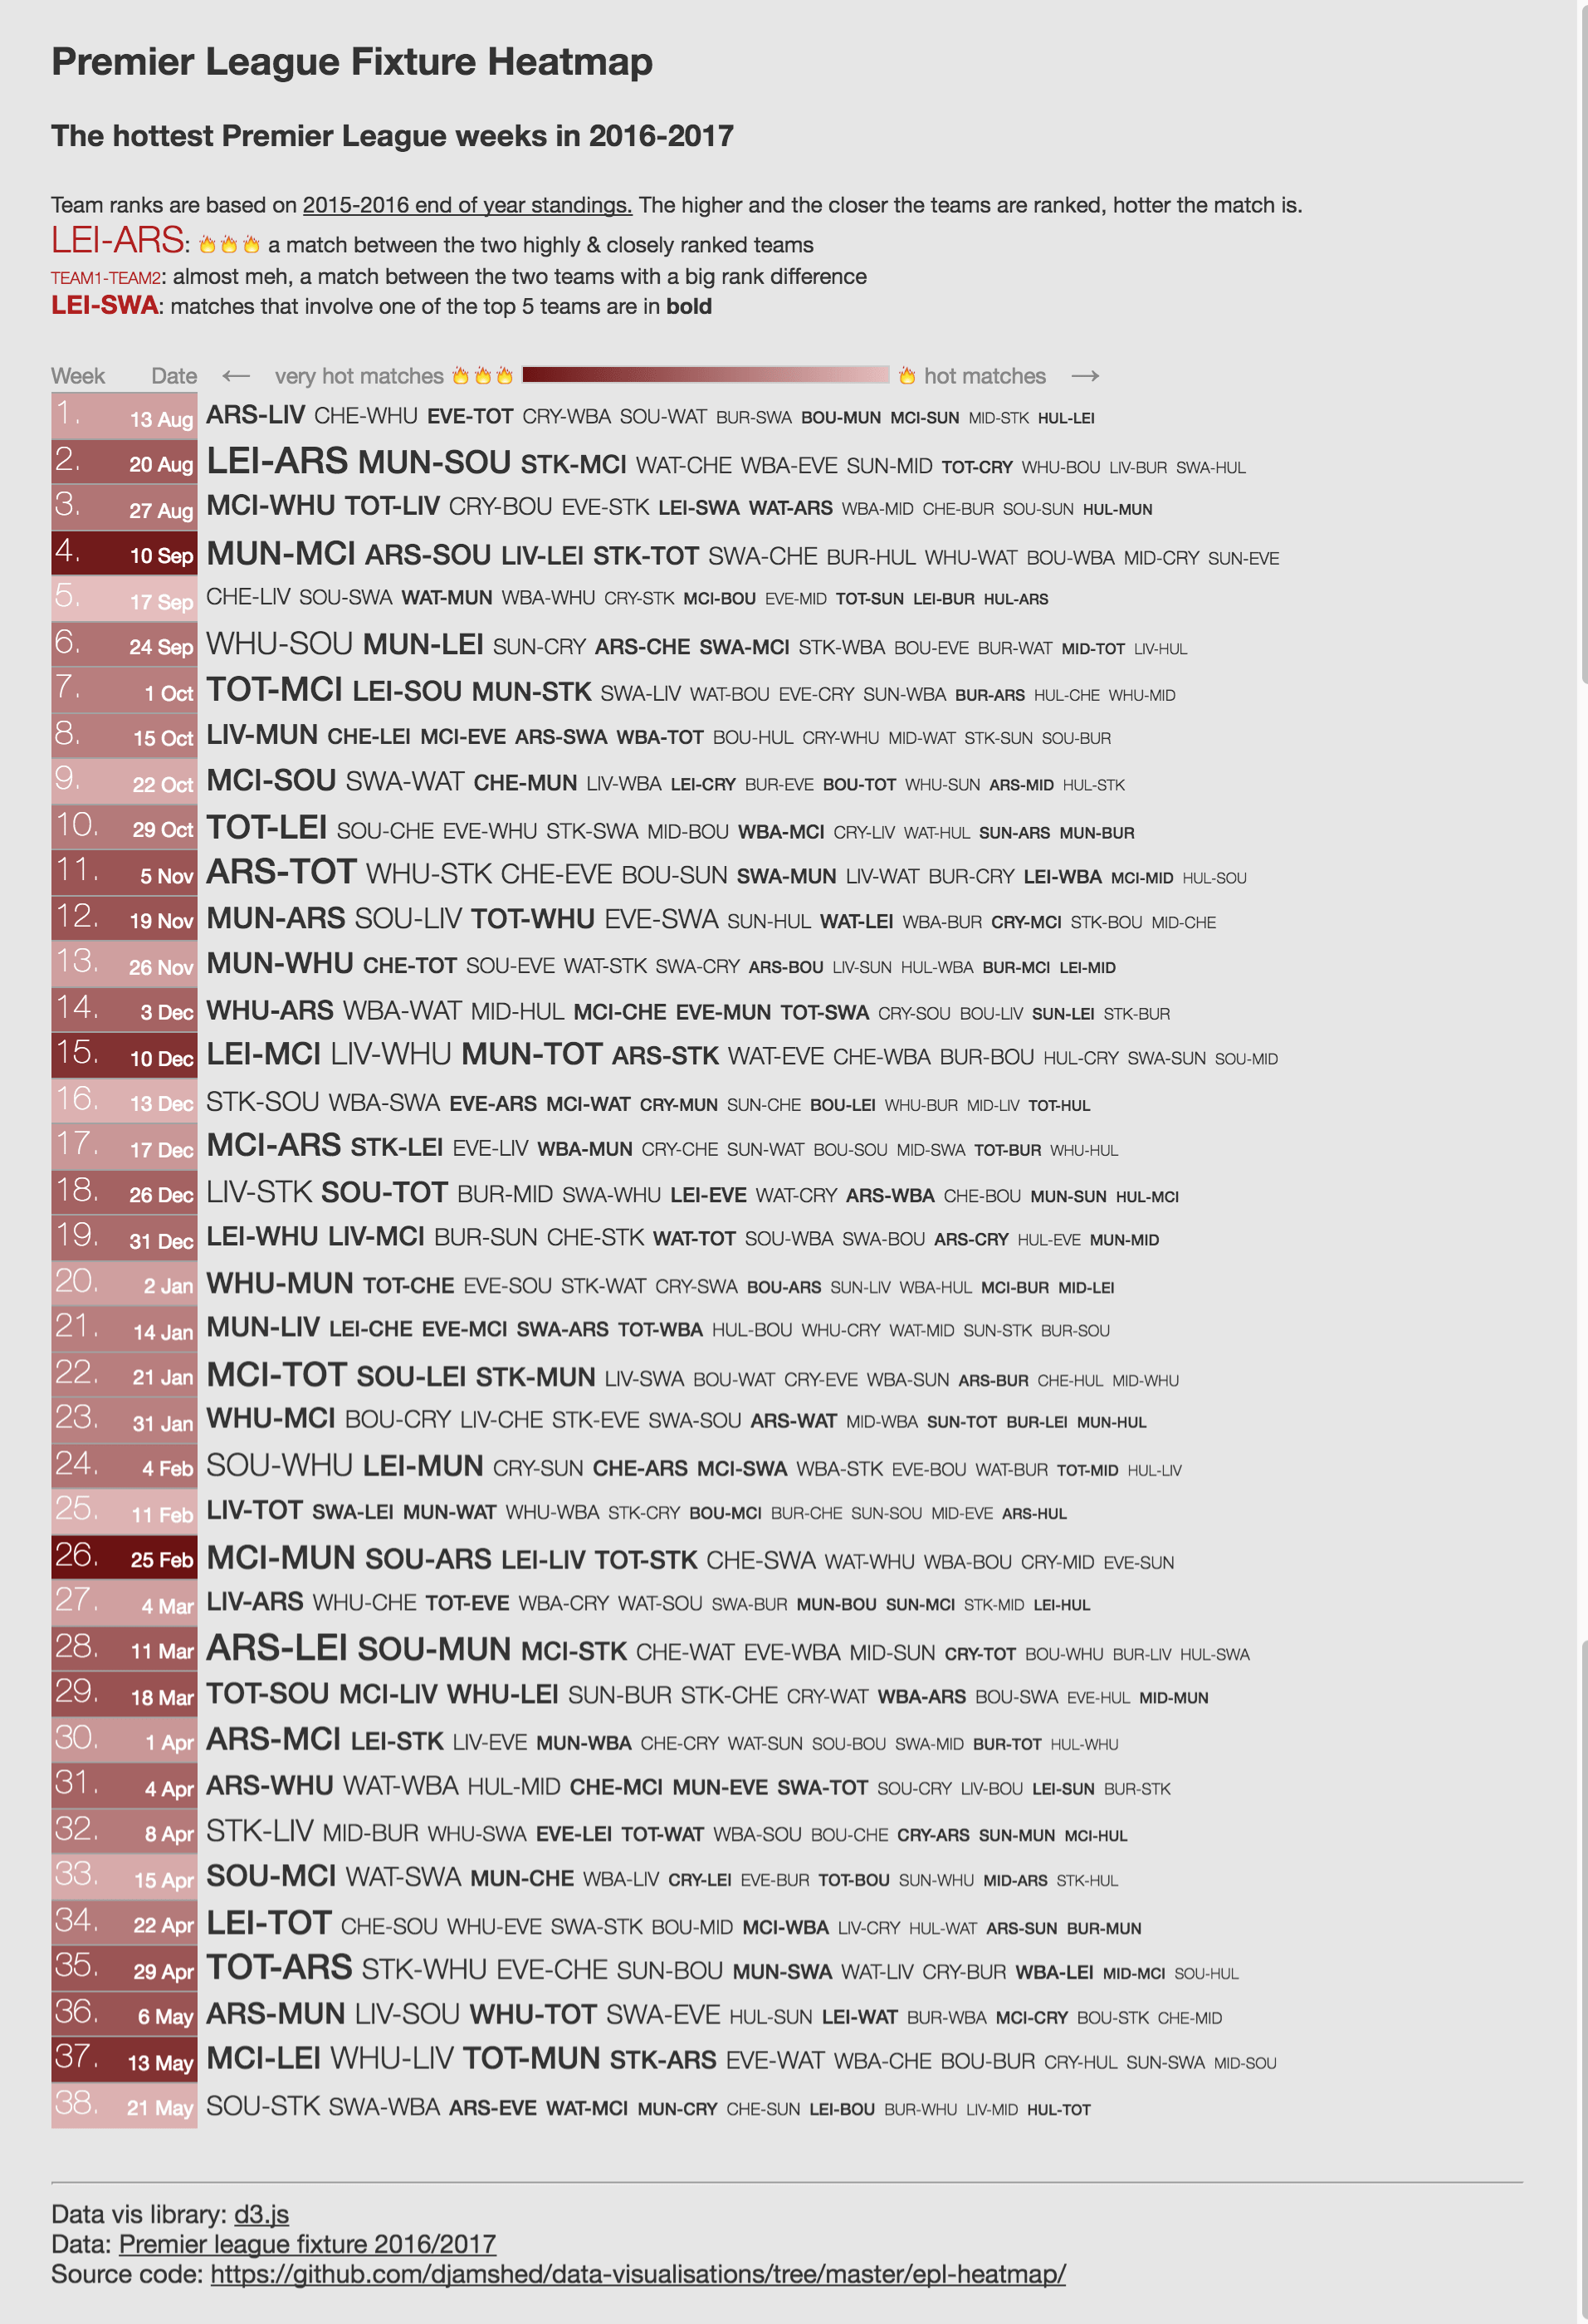 Premier League Fixture Heatmap
The hottest Premier League weeks in 2016-2017
Team ranks are based on 2015-2016 end of year standings. The higher and the closer the teams are ranked, hotter the match is.
LEI-ARS: 🔥🔥🔥 a match between the two highly & closely ranked teams
TEAM1-TEAM2: almost meh, a match between the two teams with a big rank difference
LEI-SWA: matches that involve one of the top 5 teams are in bold
Week Date ← very hot matches 🔥🔥🔥 🔥 hot matches →
1. 13 Aug ARS-LIV CHE-WHU EVE-TOT CRY-WBA SOU-WAT BUR-SWA BOU-MUN MCI-SUN MID-STK HUL-LEI
2. 20 Aug LEI-ARS MUN-SOU STK-MCI WAT-CHE WBA-EVE SUN-MID TOT-CRY WHU-BOU LIV-BUR SWA-HUL
3. 27 Aug MCI-WHU TOT-LIV CRY-BOU EVE-STK LEI-SWA WAT-ARS WBA-MID CHE-BUR SOU-SUN HUL-MUN
4. 10 Sep MUN-MCI ARS-SOU LIV-LEI STK-TOT SWA-CHE BUR-HUL WHU-WAT BOU-WBA MID-CRY SUN-EVE
5. 17 Sep CHE-LIV SOU-SWA WAT-MUN WBA-WHU CRY-STK MCI-BOU EVE-MID TOT-SUN LEI-BUR HUL-ARS
6. 24 Sep WHU-SOU MUN-LEI SUN-CRY ARS-CHE SWA-MCI STK-WBA BOU-EVE BUR-WAT MID-TOT LIV-HUL
7. 1 Oct TOT-MCI LEI-SOU MUN-STK SWA-LIV WAT-BOU EVE-CRY SUN-WBA BUR-ARS HUL-CHE WHU-MID
8. 15 Oct LIV-MUN CHE-LEI MCI-EVE ARS-SWA WBA-TOT BOU-HUL CRY-WHU MID-WAT STK-SUN SOU-BUR
9. 22 Oct MCI-SOU SWA-WAT CHE-MUN LIV-WBA LEI-CRY BUR-EVE BOU-TOT WHU-SUN ARS-MID HUL-STK
10. 29 Oct TOT-LEI SOU-CHE EVE-WHU STK-SWA MID-BOU WBA-MCI CRY-LIV WAT-HUL SUN-ARS MUN-BUR
11. 5 Nov ARS-TOT WHU-STK CHE-EVE BOU-SUN SWA-MUN LIV-WAT BUR-CRY LEI-WBA MCI-MID HUL-SOU
12. 19 Nov MUN-ARS SOU-LIV TOT-WHU EVE-SWA SUN-HUL WAT-LEI WBA-BUR CRY-MCI STK-BOU MID-CHE
13. 26 Nov MUN-WHU CHE-TOT SOU-EVE WAT-STK SWA-CRY ARS-BOU LIV-SUN HUL-WBA BUR-MCI LEI-MID
14. 3 Dec WHU-ARS WBA-WAT MID-HUL MCI-CHE EVE-MUN TOT-SWA CRY-SOU BOU-LIV SUN-LEI STK-BUR
15. 10 Dec LEI-MCI LIV-WHU MUN-TOT ARS-STK WAT-EVE CHE-WBA BUR-BOU HUL-CRY SWA-SUN SOU-MID
16. 13 Dec STK-SOU WBA-SWA EVE-ARS MCI-WAT CRY-MUN SUN-CHE BOU-LEI WHU-BUR MID-LIV TOT-HUL
17. 17 Dec MCI-ARS STK-LEI EVE-LIV WBA-MUN CRY-CHE SUN-WAT BOU-SOU MID-SWA TOT-BUR WHU-HUL
18. 26 Dec LIV-STK SOU-TOT BUR-MID SWA-WHU LEI-EVE WAT-CRY ARS-WBA CHE-BOU MUN-SUN HUL-MCI
19. 31 Dec LEI-WHU LIV-MCI BUR-SUN CHE-STK WAT-TOT SOU-WBA SWA-BOU ARS-CRY HUL-EVE MUN-MID
20. 2 Jan WHU-MUN TOT-CHE EVE-SOU STK-WAT CRY-SWA BOU-ARS SUN-LIV WBA-HUL MCI-BUR MID-LEI
21. 14 Jan MUN-LIV LEI-CHE EVE-MCI SWA-ARS TOT-WBA HUL-BOU WHU-CRY WAT-MID SUN-STK BUR-SOU
22. 21 Jan MCI-TOT SOU-LEI STK-MUN LIV-SWA BOU-WAT CRY-EVE WBA-SUN ARS-BUR CHE-HUL MID-WHU
23. 31 Jan WHU-MCI BOU-CRY LIV-CHE STK-EVE SWA-SOU ARS-WAT MID-WBA SUN-TOT BUR-LEI MUN-HUL
24. 4 Feb SOU-WHU LEI-MUN CRY-SUN CHE-ARS MCI-SWA WBA-STK EVE-BOU WAT-BUR TOT-MID HUL-LIV
25. 11 Feb LIV-TOT SWA-LEI MUN-WAT WHU-WBA STK-CRY BOU-MCI BUR-CHE SUN-SOU MID-EVE ARS-HUL
26. 25 Feb MCI-MUN SOU-ARS LEI-LIV TOT-STK CHE-SWA WAT-WHU WBA-BOU CRY-MID EVE-SUN
27. 4 Mar LIV-ARS WHU-CHE TOT-EVE WBA-CRY WAT-SOU SWA-BUR MUN-BOU SUN-MCI STK-MID LEI-HUL
28. 11 Mar ARS-LEI SOU-MUN MCI-STK CHE-WAT EVE-WBA MID-SUN CRY-TOT BOU-WHU BUR-LIV HUL-SWA
29. 18 Mar TOT-SOU MCI-LIV WHU-LEI SUN-BUR STK-CHE CRY-WAT WBA-ARS BOU-SWA EVE-HUL MID-MUN
30. 1 Apr ARS-MCI LEI-STK LIV-EVE MUN-WBA CHE-CRY WAT-SUN SOU-BOU SWA-MID BUR-TOT HUL-WHU
31. 4 Apr ARS-WHU WAT-WBA HUL-MID CHE-MCI MUN-EVE SWA-TOT SOU-CRY LIV-BOU LEI-SUN BUR-STK
32. 8 Apr STK-LIV MID-BUR WHU-SWA EVE-LEI TOT-WAT WBA-SOU BOU-CHE CRY-ARS SUN-MUN MCI-HUL
33. 15 Apr SOU-MCI WAT-SWA MUN-CHE WBA-LIV CRY-LEI EVE-BUR TOT-BOU SUN-WHU MID-ARS STK-HUL
34. 22 Apr LEI-TOT CHE-SOU WHU-EVE SWA-STK BOU-MID MCI-WBA LIV-CRY HUL-WAT ARS-SUN BUR-MUN
35. 29 Apr TOT-ARS STK-WHU EVE-CHE SUN-BOU MUN-SWA WAT-LIV CRY-BUR WBA-LEI MID-MCI SOU-HUL
36. 6 May ARS-MUN LIV-SOU WHU-TOT SWA-EVE HUL-SUN LEI-WAT BUR-WBA MCI-CRY BOU-STK CHE-MID
37. 13 May MCI-LEI WHU-LIV TOT-MUN STK-ARS EVE-WAT WBA-CHE BOU-BUR CRY-HUL SUN-SWA MID-SOU
38. 21 May SOU-STK SWA-WBA ARS-EVE WAT-MCI MUN-CRY CHE-SUN LEI-BOU BUR-WHU LIV-MID HUL-TOT
Data vis library: d3.js
Data: Premier league fixture 2016/2017
Source code: https://github.com/djamshed/data-visualisations/tree/master/epl-heatmap/